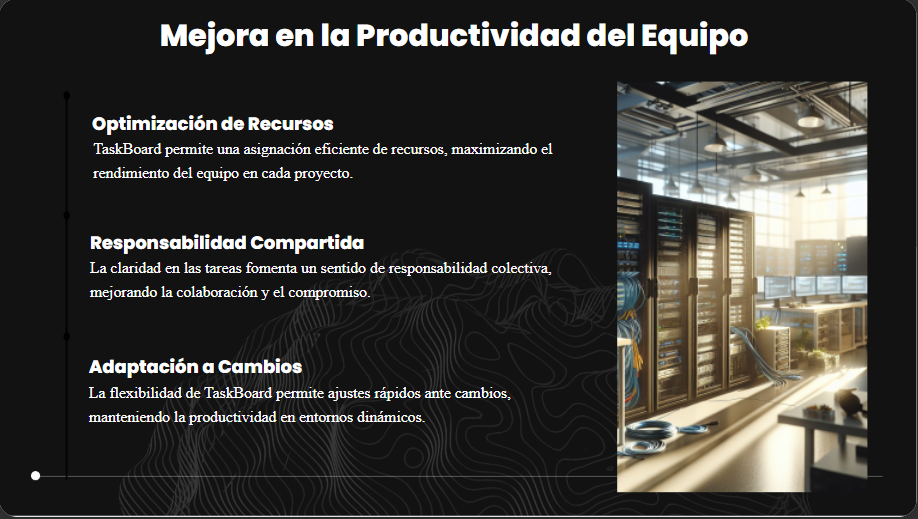 Mejora en la Productividad del Equipo
Optimización de Recursos
TaskBoard permite una asignación eficiente de recursos, maximizando el
rendimiento del equipo en cada proyecto.
Responsabilidad Compartida
La claridad en las tareas fomenta un sentido de responsabilidad colectiva,
mejorando la colaboración y el compromiso.
Adaptación a Cambios
La flexibilidad de TaskBoard permite ajustes rápidos ante cambios,
manteniendo la productividad en entornos dinámicos.